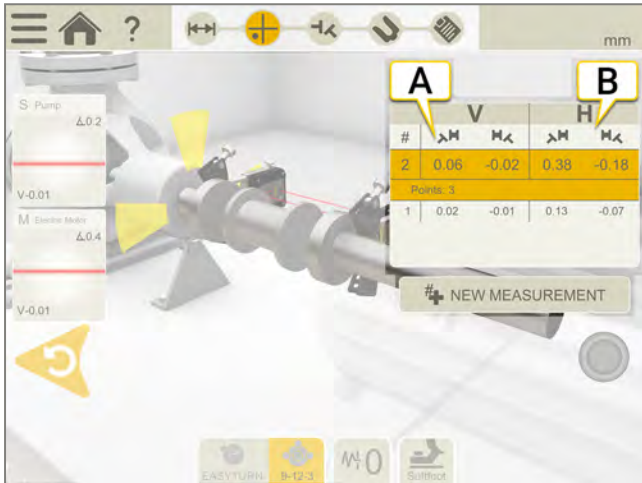 ?
mm
A
B
V H
#
2 0.06 -0.02 0.38 -0.18
Points: 3
1 0.02 -0.01 0.13 -0.07
NEW MEASUREMENT
S Pump
∡0.2
V-0.01
M Electric Motor
∡0.4
V-0.01
EASYTURN
9-12-3
0
Softfoot